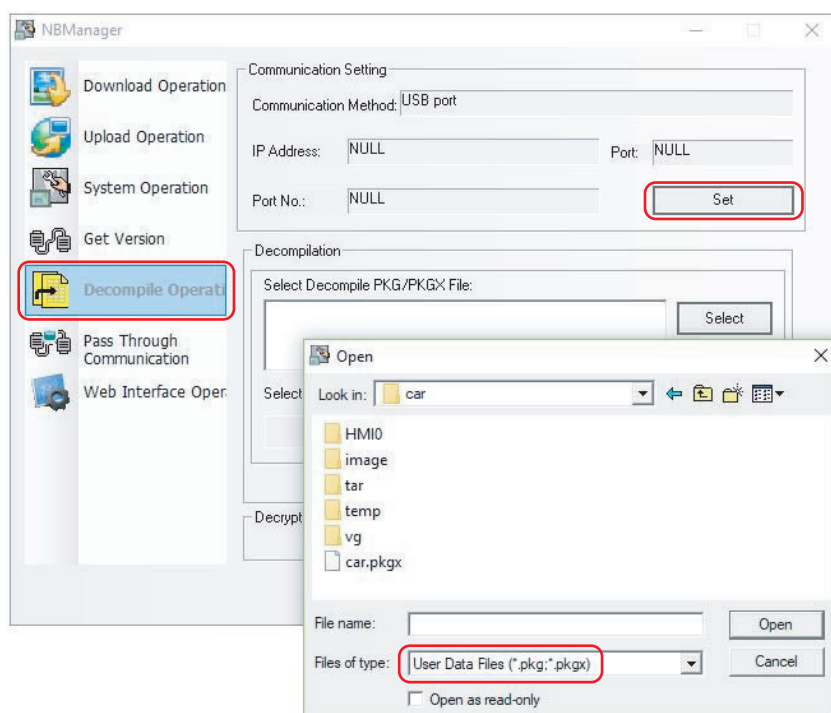 NBManager
Download Operation
Upload Operation
System Operation
Get Version
Decompile Operati
Pass Through
Communication
Web Interface Oper
Communication Setting
Communication Method: USB port
IP Address: NULL Port: NULL
Port No.: NULL Set
Decompilation
Select Decompile PKG/PKGX File:
Select
Select
Decrypt
Open
Look in: car
HMI0
image
tar
temp
vg
car.pkgx
File name: Open
Files of type: User Data Files (*.pkg;*.pkgx) Cancel
Open as read-only